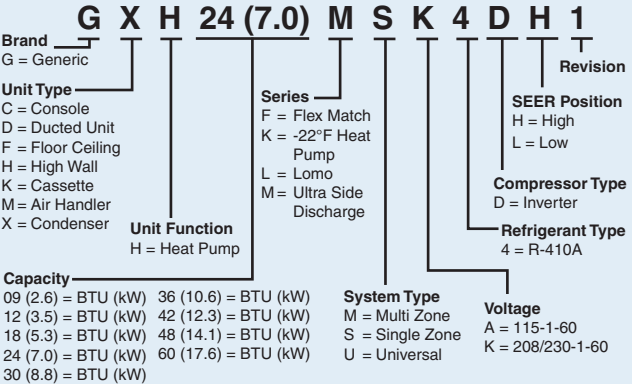 G X H 24 (7.0) M S K 4 D H 1
Brand
G = Generic
Unit Type
C = Console
D = Ducted Unit
F = Floor Ceiling
H = High Wall
K = Cassette
M = Air Handler
X = Condenser
Unit Function
H = Heat Pump
Capacity
09 (2.6) = BTU (kW)
12 (3.5) = BTU (kW)
18 (5.3) = BTU (kW)
24 (7.0) = BTU (kW)
30 (8.8) = BTU (kW)
36 (10.6) = BTU (kW)
42 (12.3) = BTU (kW)
48 (14.1) = BTU (kW)
60 (17.6) = BTU (kW)
Series
F = Flex Match
K = -22°F Heat
Pump
L = Lomo
M = Ultra Side
Discharge
System Type
M = Multi Zone
S = Single Zone
U = Universal
Voltage
A = 115-1-60
K = 208/230-1-60
Refrigerant Type
4 = R-410A
Compressor Type
D = Inverter
SEER Position
H = High
L = Low
Revision